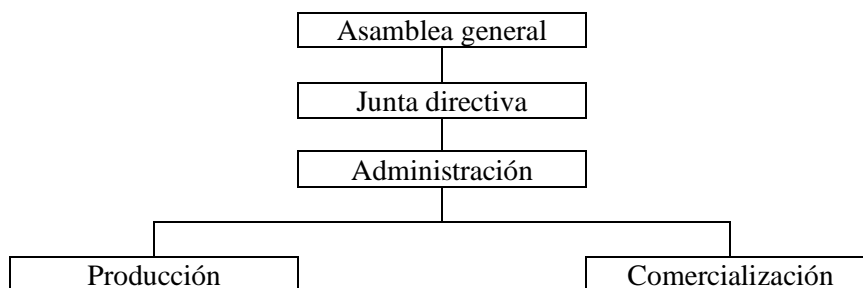 Asamblea general
Junta directiva
Administración
Producción
Comercialización